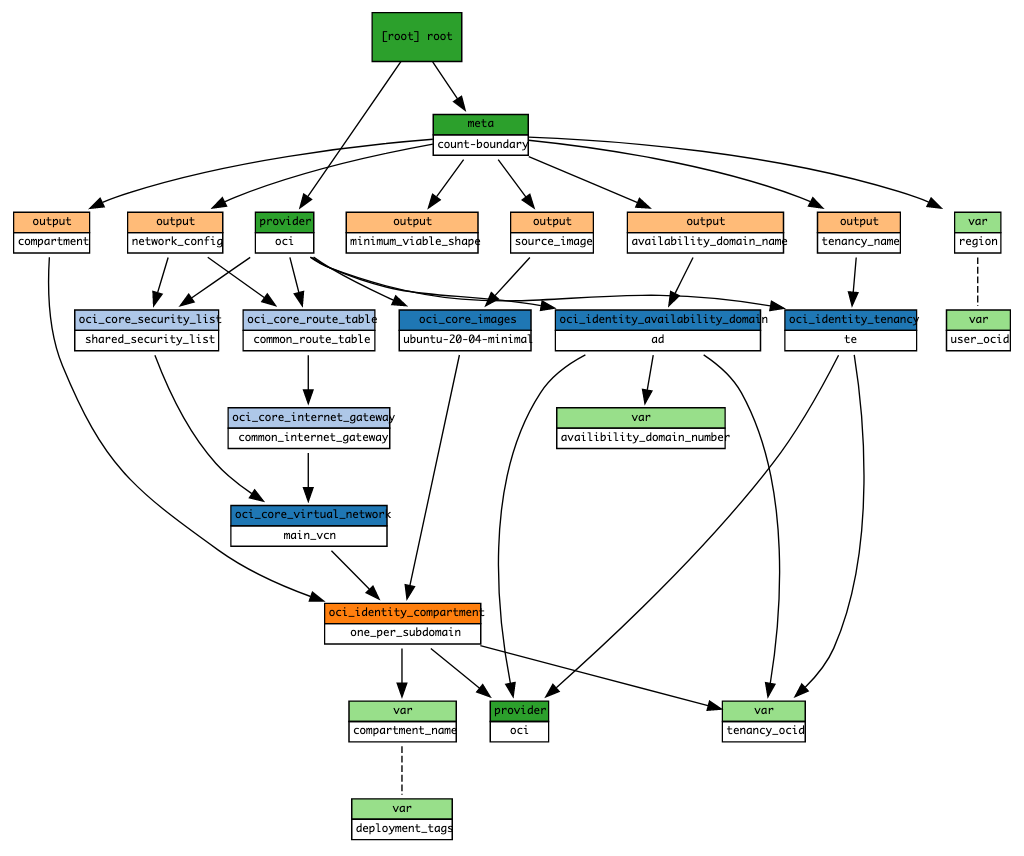 [root] root
meta
count-boundary
output
compartment
output
network_config
provider
oci
output
minimum_viable_shape
output
source_image
output
availability_domain_name
output
tenancy_name
var
region
oci_core_security_list
shared_security_list
oci_core_route_table
common_route_table
oci_core_images
ubuntu-20-04-minimal
oci_identity_availability_domain
ad
oci_identity_tenancy
te
var
user_ocid
oci_core_internet_gateway
common_internet_gateway
var
availibility_domain_number
oci_core_virtual_network
main_vcn
oci_identity_compartment
one_per_subdomain
var
compartment_name
provider
oci
var
tenancy_ocid
var
deployment_tags